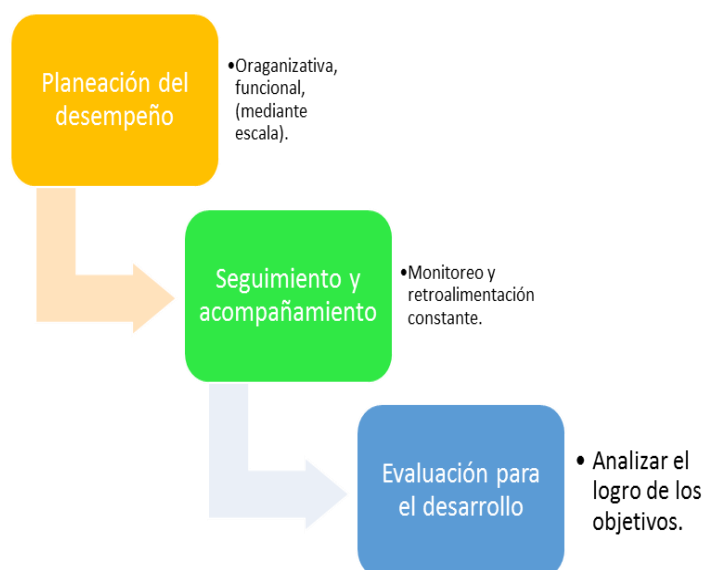 Planeación del
desempeño
•Oraganizativa,
funcional,
(mediante
escala).
Seguimiento y
acompañamiento
•Monitoreo y
retroalimentación
constante.
Evaluación para
el desarrollo
• Analizar el
logro de los
objetivos.